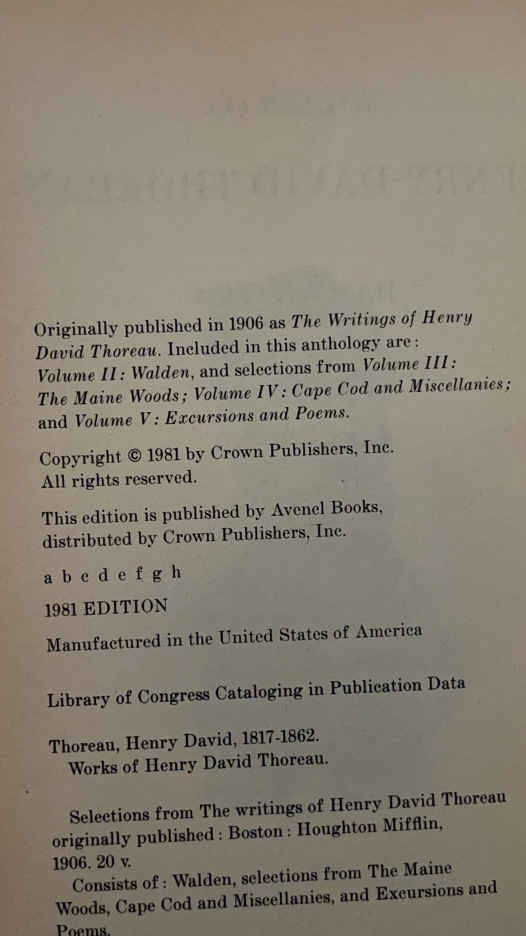 Originally published in 1906 as The Writings of Henry
David Thoreau. Included in this anthology are:
Volume II: Walden, and selections from Volume III:
The Maine Woods; Volume IV: Cape Cod and Miscellanies;
and Volume V: Excursions and Poems.
Copyright © 1981 by Crown Publishers, Inc.
All rights reserved.
This edition is published by Avenel Books,
distributed by Crown Publishers, Inc.
a b c d e f g h
1981 EDITION
Manufactured in the United States of America
Library of Congress Cataloging in Publication Data
Thoreau, Henry David, 1817-1862.
Works of Henry David Thoreau.
Selections from The writings of Henry David Thoreau
originally published: Boston: Houghton Mifflin,
1906. 20 v.
Consists of: Walden, selections from The Maine
Woods, Cape Cod and Miscellanies, and Excursions and
Poems.